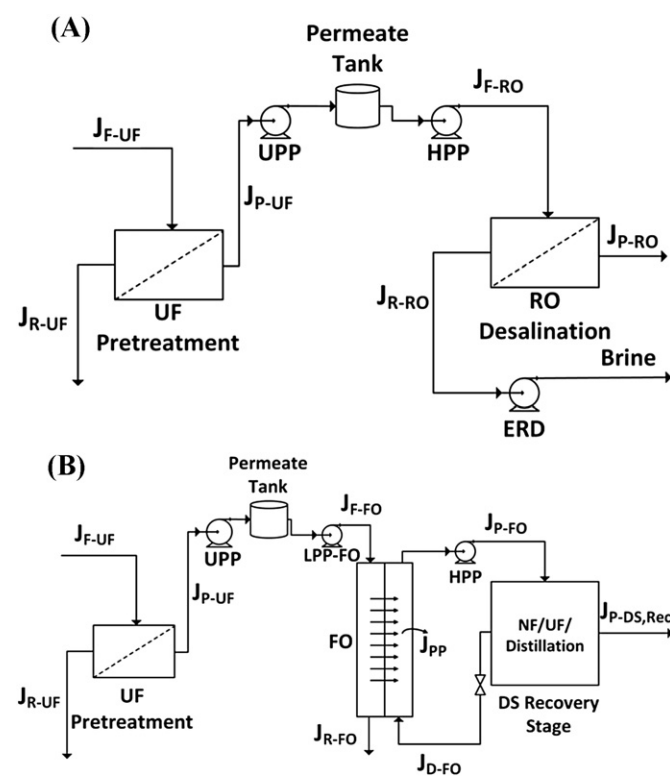 (A)
Permeate
Tank
J_F-RO
J_F-UF
UPP
HPP
J_P-UF
J_P-RO
J_R-UF
UF
Pretreatment
J_R-RO
RO
Desalination
Brine
ERD
(B)
Permeate
Tank
J_F-FO
J_P-FO
J_F-UF
UPP
LPP-FO
HPP
J_P-UF
J_P-DS,Rec
FO
J_PP
NF/UF/
Distillation
J_R-UF
UF
Pretreatment
DS Recovery
Stage
J_R-FO
J_D-FO